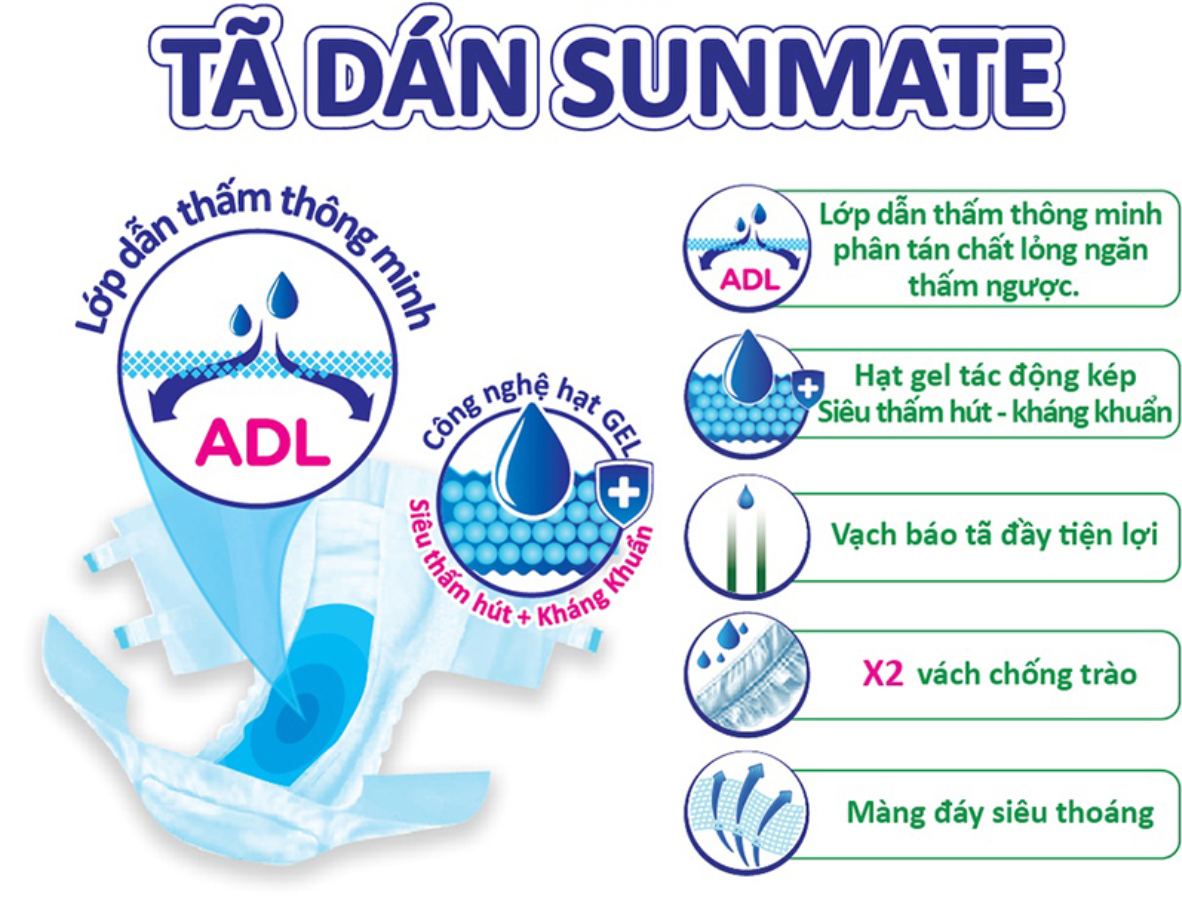 TÃ DÁN SUNMATE
Lớp dẫn thấm thông minh
ADL
Công nghệ hạt GEL
Siêu thấm hút + Kháng Khuẩn
ADL
Lớp dẫn thấm thông minh
phân tán chất lỏng ngăn
thấm ngược.
Hạt gel tác động kép
Siêu thấm hút - kháng khuẩn
Vạch báo tã đầy tiện lợi
X2 vách chống trào
Màng đáy siêu thoáng